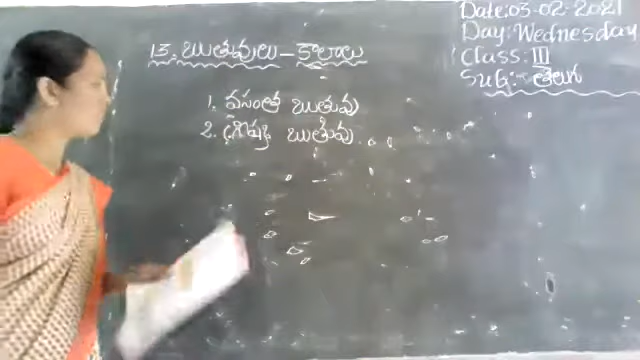 Date: 03-02-2021
Day: Wednesday
Class: III
Sub:- తెలుగు
13. ఋతువులు - కాలాలు
1. వసంత ఋతువు
2. గ్రీష్మ ఋతువు